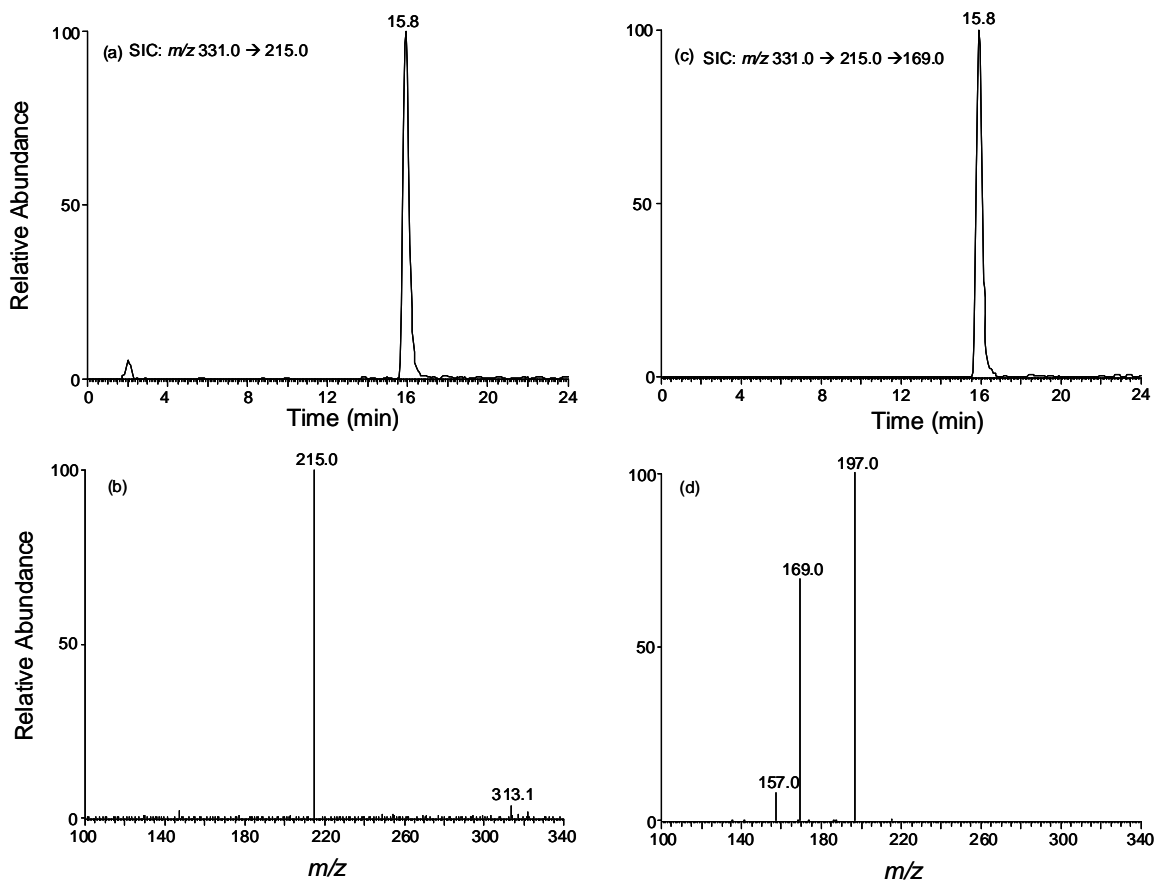 15.8
100
(a) SIC: m/z 331.0 → 215.0
50
0
0 4 8 12 16 20 24
Time (min)
Relative Abundance
15.8
100
(c) SIC: m/z 331.0 → 215.0 →169.0
50
0
0 4 8 12 16 20 24
Time (min)
215.0
100
(b)
50
313.1
0
100 140 180 220 260 300 340
m/z
Relative Abundance
197.0
100
(d)
169.0
50
157.0
0
100 140 180 220 260 300 340
m/z